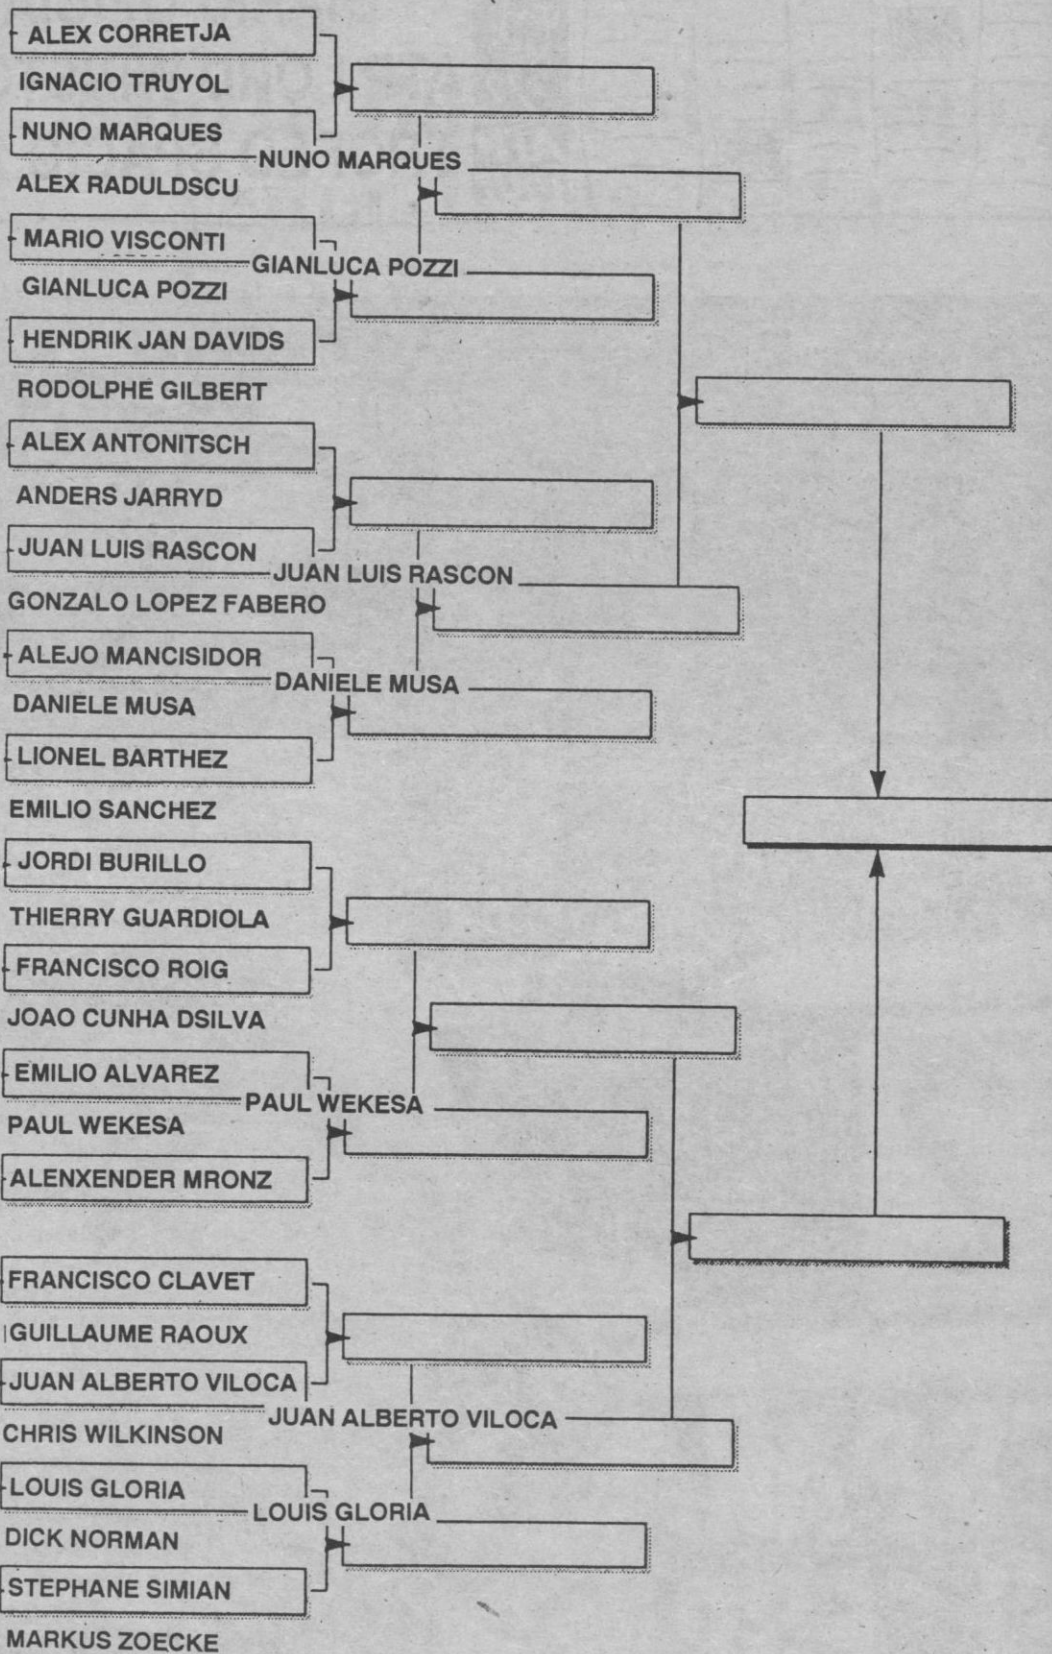 ALEX CORRETJA
IGNACIO TRUYOL
NUNO MARQUES
NUNO MARQUES
ALEX RADULDSCU
MARIO VISCONTI
GIANLUCA POZZI
GIANLUCA POZZI
HENDRIK JAN DAVIDS
RODOLPHE GILBERT
ALEX ANTONITSCH
ANDERS JARRYD
JUAN LUIS RASCON
JUAN LUIS RASCON
GONZALO LOPEZ FABERO
ALEJO MANCISIDOR
DANIELE MUSA
DANIELE MUSA
LIONEL BARTHEZ
EMILIO SANCHEZ
JORDI BURILLO
THIERRY GUARDIOLA
FRANCISCO ROIG
JOAO CUNHA DSILVA
EMILIO ALVAREZ
PAUL WEKESA
PAUL WEKESA
ALENXENDER MRONZ
FRANCISCO CLAVET
GUILLAUME RAOUX
JUAN ALBERTO VILOCA
JUAN ALBERTO VILOCA
CHRIS WILKINSON
LOUIS GLORIA
LOUIS GLORIA
DICK NORMAN
STEPHANE SIMIAN
MARKUS ZOECKE